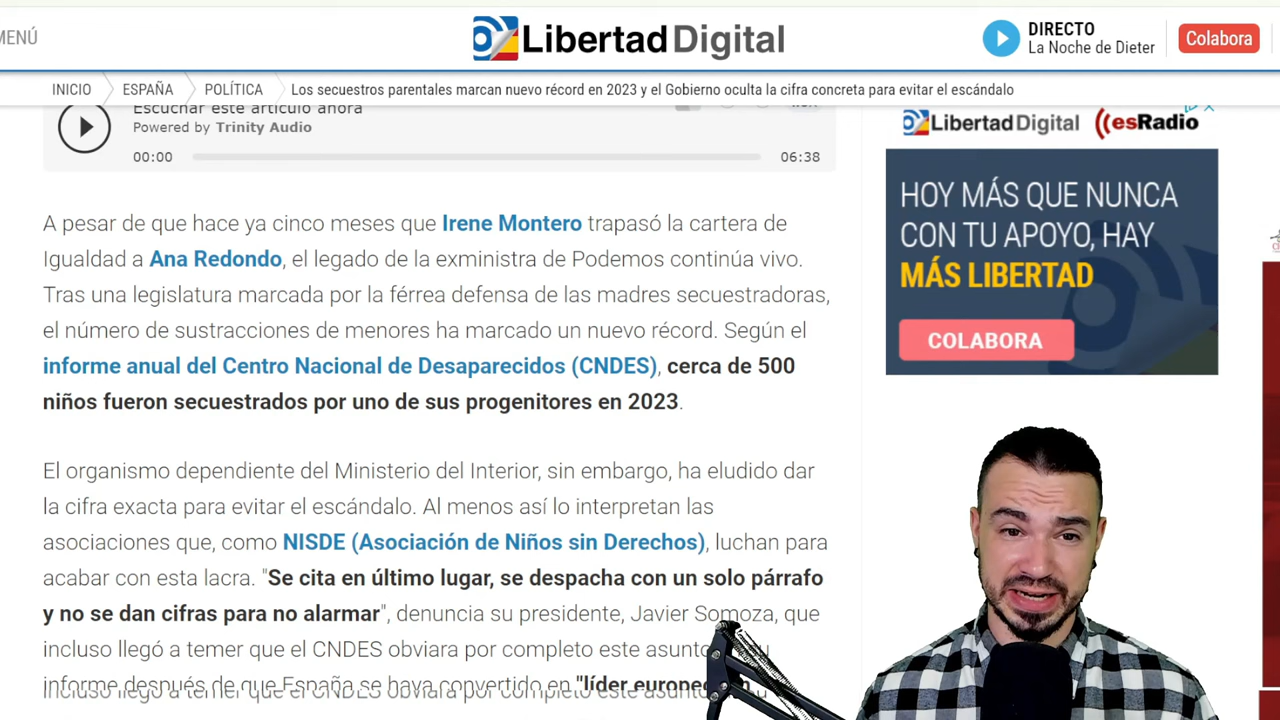 MENÚ
Libertad Digital
DIRECTO
La Noche de Dieter
Colabora
INICIO
ESPAÑA
POLÍTICA
Los secuestros parentales marcan nuevo récord en 2023 y el Gobierno oculta la cifra concreta para evitar el escándalo
Escuchar este artículo ahora
Powered by Trinity Audio
00:00
06:38
A pesar de que hace ya cinco meses que Irene Montero trapasó la cartera de
Igualdad a Ana Redondo, el legado de la exministra de Podemos continúa vivo.
Tras una legislatura marcada por la férrea defensa de las madres secuestradoras,
el número de sustracciones de menores ha marcado un nuevo récord. Según el
informe anual del Centro Nacional de Desaparecidos (CNDES), cerca de 500
niños fueron secuestrados por uno de sus progenitores en 2023.
El organismo dependiente del Ministerio del Interior, sin embargo, ha eludido dar
la cifra exacta para evitar el escándalo. Al menos así lo interpretan las
asociaciones que, como NISDE (Asociación de Niños sin Derechos), luchan para
acabar con esta lacra. "Se cita en último lugar, se despacha con un solo párrafo
y no se dan cifras para no alarmar", denuncia su presidente, Javier Somoza, que
incluso llegó a temer que el CNDES obviara por completo este asunto
informe después de que España se haya convertido en "líder
Libertad Digital
esRadio
HOY MÁS QUE NUNCA
CON TU APOYO, HAY
MÁS LIBERTAD
COLABORA